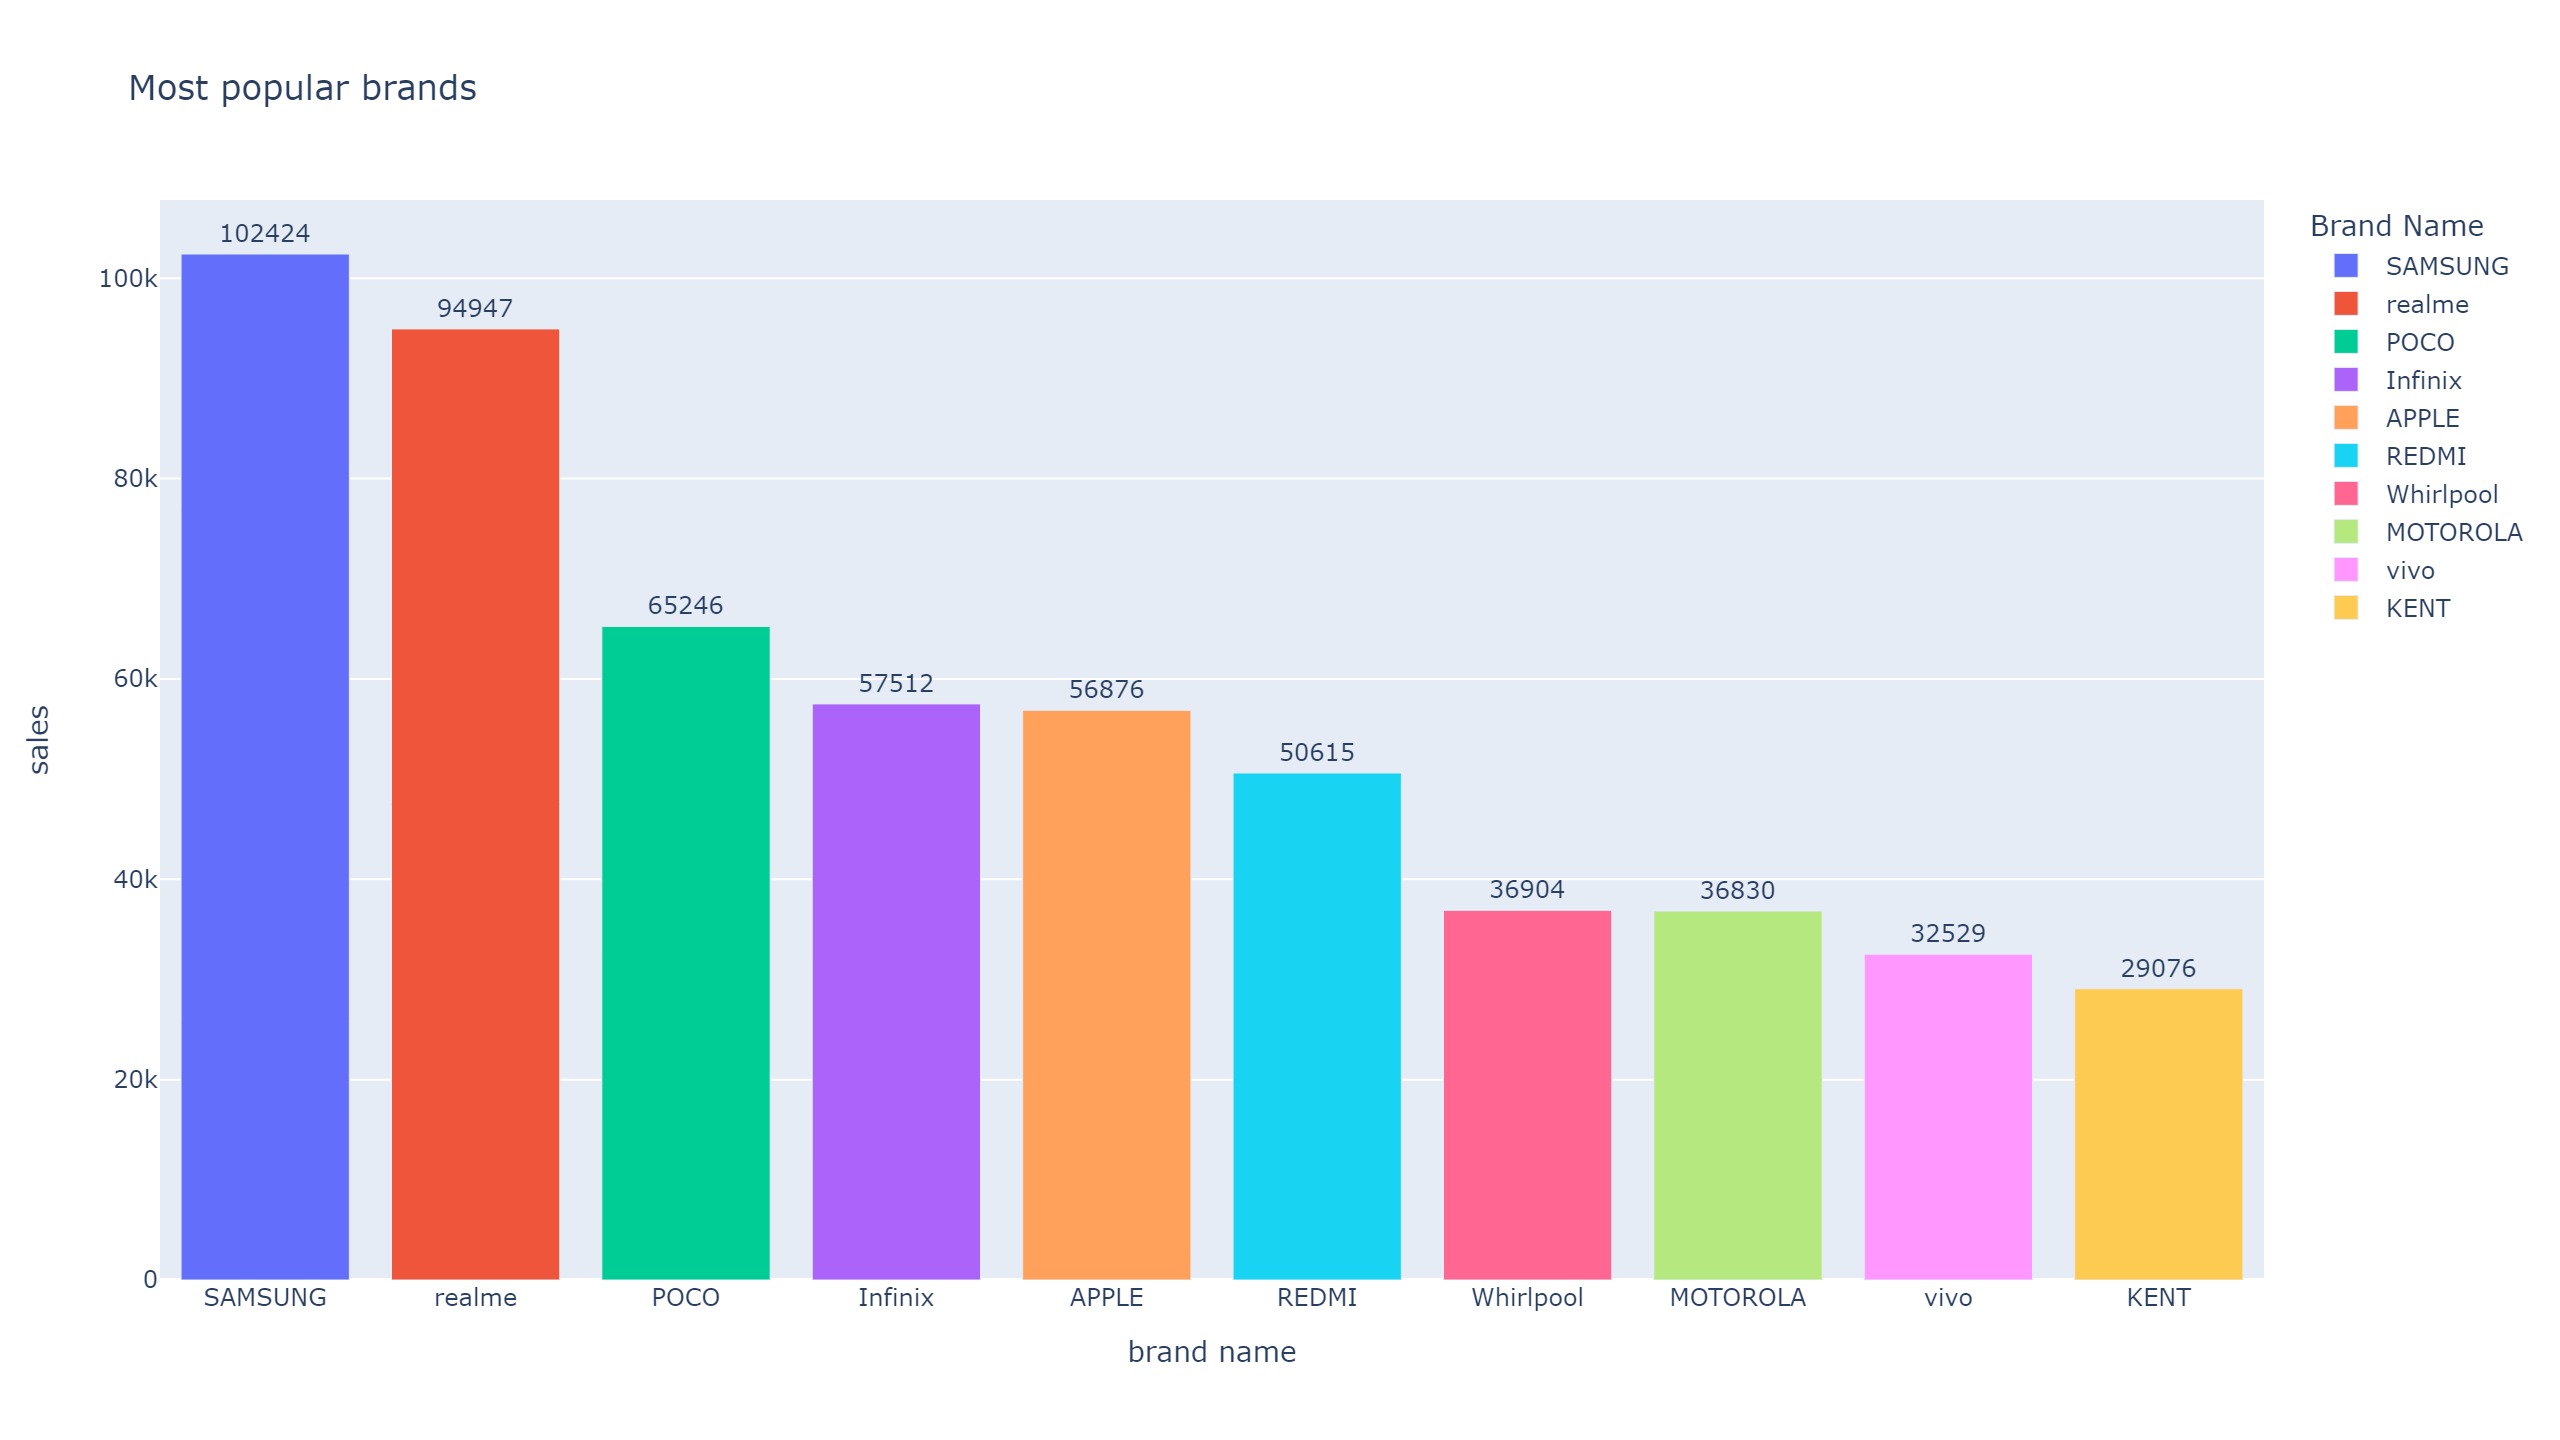 Most popular brands
102424
94947
65246
57512
56876
50615
36904
36830
32529
29076
100k
80k
60k
40k
20k
0
sales
SAMSUNG
realme
POCO
Infinix
APPLE
REDMI
Whirlpool
MOTOROLA
vivo
KENT
brand name
Brand Name
SAMSUNG
realme
POCO
Infinix
APPLE
REDMI
Whirlpool
MOTOROLA
vivo
KENT